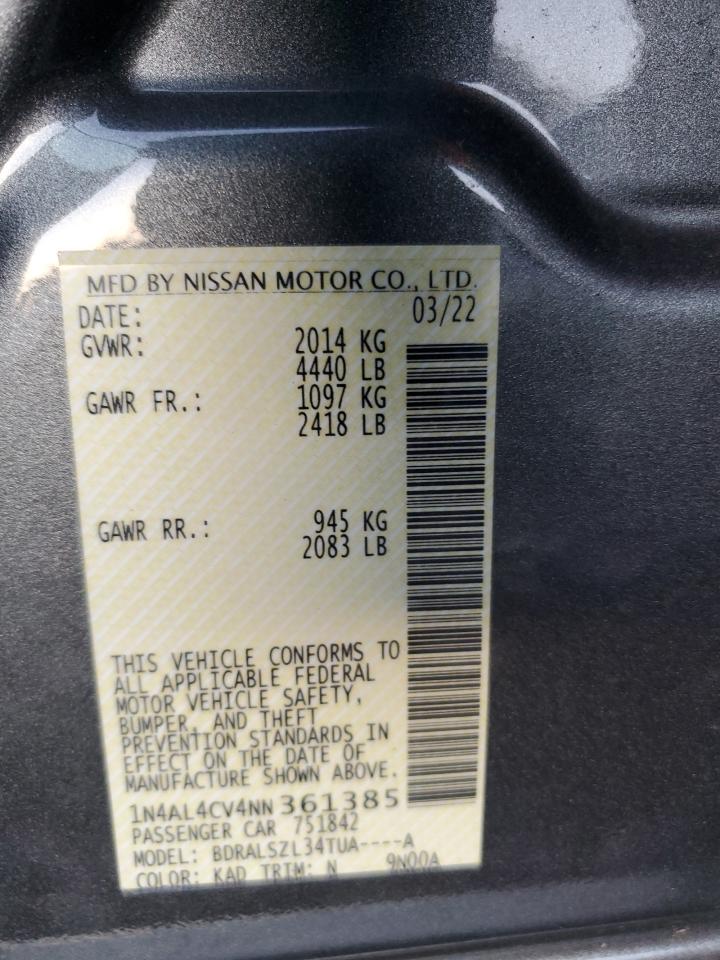 MFD BY NISSAN MOTOR CO., LTD.
DATE: 03/22
GVWR: 2014 KG
4440 LB
GAWR FR.: 1097 KG
2418 LB
GAWR RR.: 945 KG
2083 LB
THIS VEHICLE CONFORMS TO
ALL APPLICABLE FEDERAL
MOTOR VEHICLE SAFETY,
BUMPER, AND THEFT
PREVENTION STANDARDS IN
EFFECT ON THE DATE OF
MANUFACTURE SHOWN ABOVE.
1N4AL4CV4NN361385
PASSENGER CAR 751842
MODEL: BDRALSZL34TUA----A
COLOR: KAD TRIM: N 9N00A